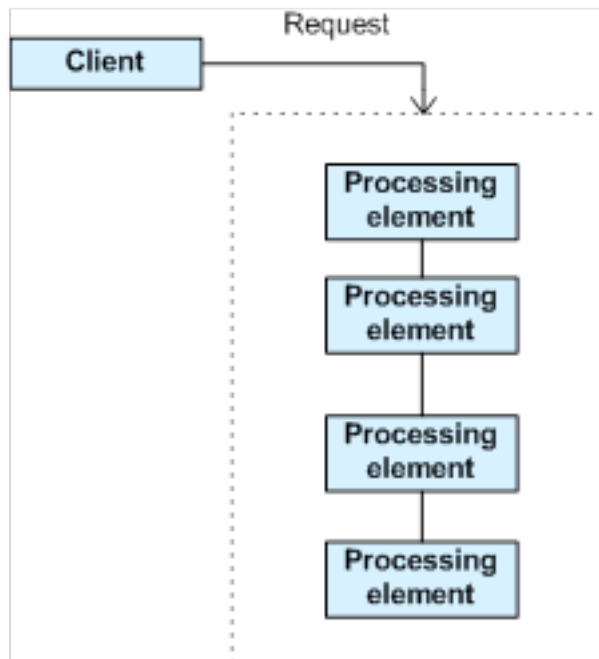 Request
Client
Processing
element
Processing
element
Processing
element
Processing
element